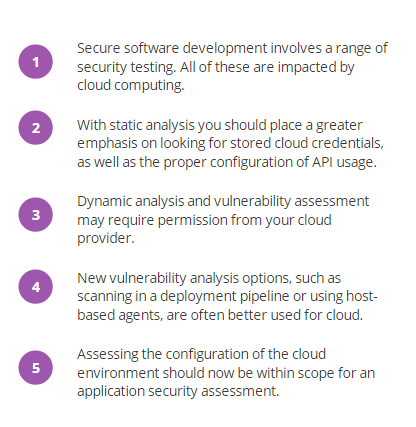 1
Secure software development involves a range of
security testing. All of these are impacted by
cloud computing.
2
With static analysis you should place a greater
emphasis on looking for stored cloud credentials,
as well as the proper configuration of API usage.
3
Dynamic analysis and vulnerability assessment
may require permission from your cloud
provider.
4
New vulnerability analysis options, such as
scanning in a deployment pipeline or using host-
based agents, are often better used for cloud.
5
Assessing the configuration of the cloud
environment should now be within scope for an
application security assessment.